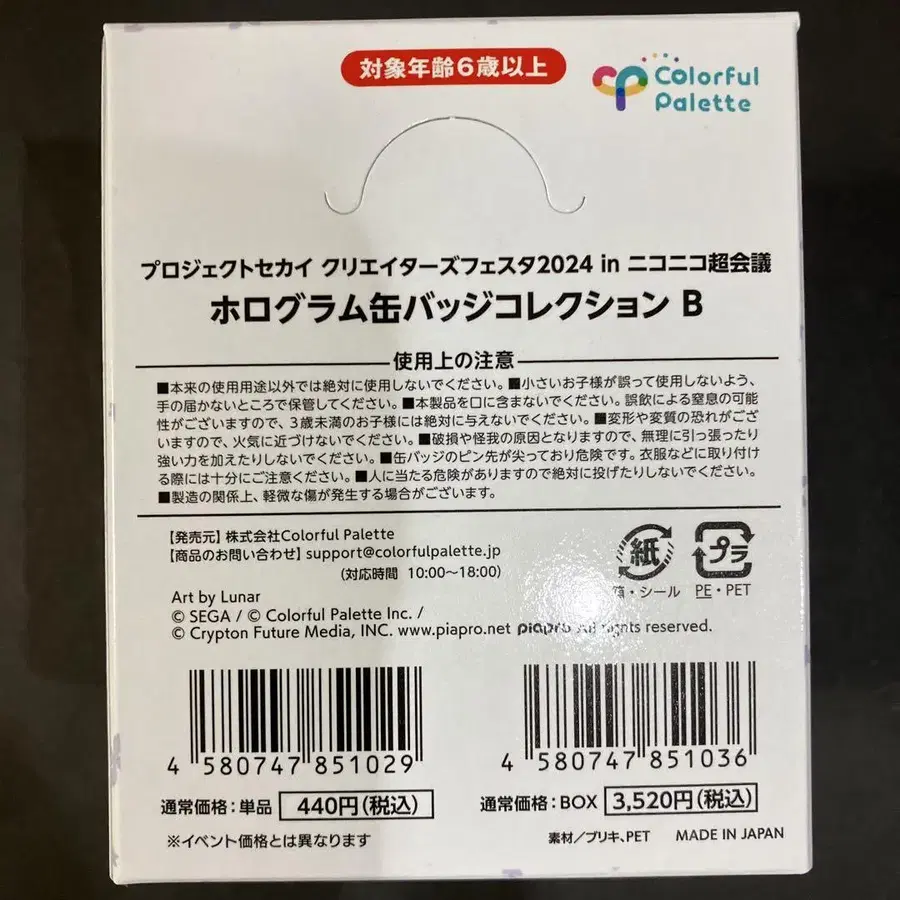 対象年齢6歳以上
Colorful
Palette
プロジェクトセカイ クリエイターズフェスタ2024 in ニコニコ超会議
ホログラム缶バッジコレクション B
使用上の注意
■本来の使用用途以外では絶対に使用しないでください。■小さいお子様が誤って使用しないよう、
手の届かないところで保管してください。■本製品を口に含まないでください。誤飲による窒息の可能
性がございますので、3歳未満のお子様には絶対に与えないでください。■変形や変質の恐れがござ
いますので、火気に近づけないでください。■破損や怪我の原因となりますので、無理に引っ張ったり
強い力を加えたりしないでください。■缶バッジのピン先が尖っており危険です。衣服などに取り付け
る際には十分にご注意ください。■人に当たる危険がありますので絶対に投げたりしないでください。
■製造の関係上、軽微な傷が発生する場合がございます。
【発売元】株式会社Colorful Palette
【商品のお問い合わせ】support@colorfulpalette.jp
(対応時間 10:00～18:00)
紙
プラ
・シール
PE・PET
Art by Lunar
© SEGA / © Colorful Palette Inc. /
© Crypton Future Media, INC. www.piapro.net piapro All rights reserved.
4 580747 851029
4 580747 851036
通常価格:単品 440円(税込)
通常価格:BOX 3,520円(税込)
※イベント価格とは異なります
素材/ブリキ、PET MADE IN JAPAN